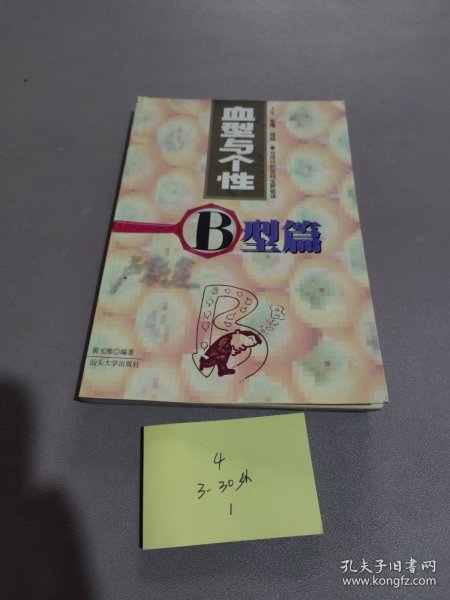 血型与个性
B型篇
黄元橡◎编著
汕头大学出版社
4
3-30外
1
孔夫子旧书网
www.kongfz.com